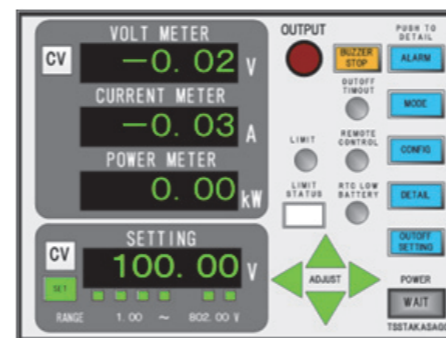 VOLT METER
CV
-0. 02 V
CURRENT METER
-0. 03 A
POWER METER
0. 00 kW
SETTING
CV
100. 00 V
SET
RANGE 1.00 ~ 802.00 V
OUTPUT
PUSH TO
DETAIL
BUZZER
STOP
ALARM
OUTOFF
TIMOUT
MODE
LIMIT
REMOTE
CONTROL
CONFIG
LIMIT
STATUS
RTC LOW
BATTERY
DETAIL
OUTOFF
SETTING
ADJUST
POWER
WAIT
TSSTAKASAGO